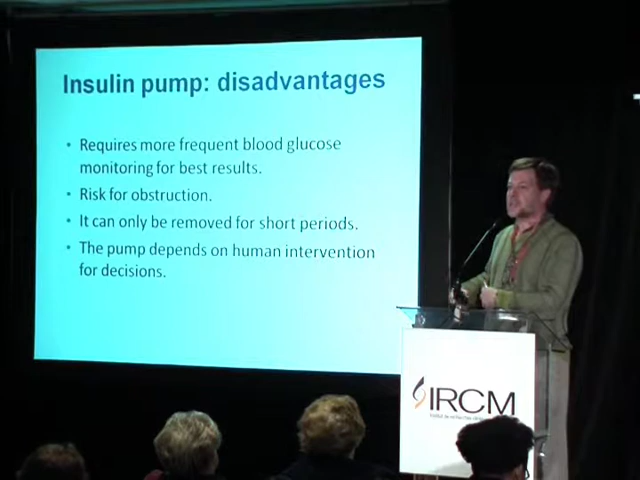 Insulin pump: disadvantages
• Requires more frequent blood glucose
monitoring for best results.
• Risk for obstruction.
• It can only be removed for short periods.
• The pump depends on human intervention
for decisions.
IRCM